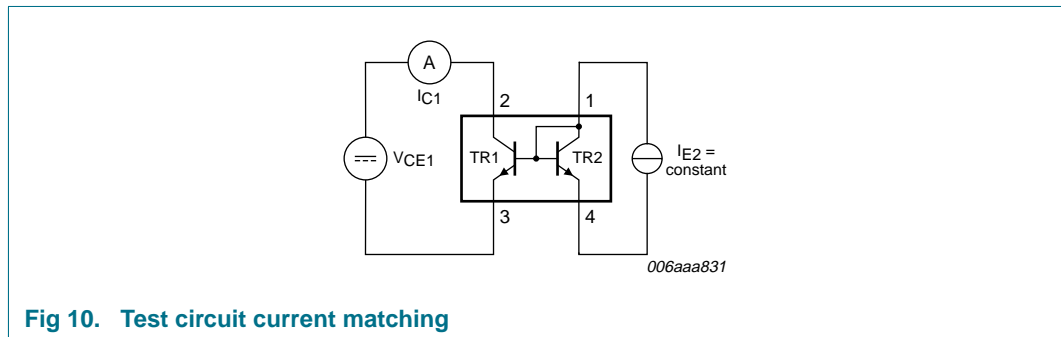 A
IC1
2
1
VCE1
TR1
TR2
IE2 =
constant
3
4
006aaa831
Fig 10. Test circuit current matching